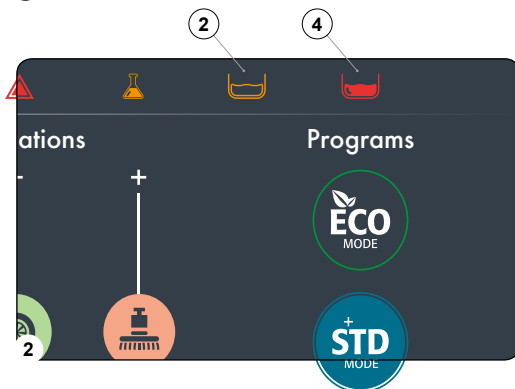 2 4
ations Programs
- +
ECO
MODE
2
+
STD
MODE